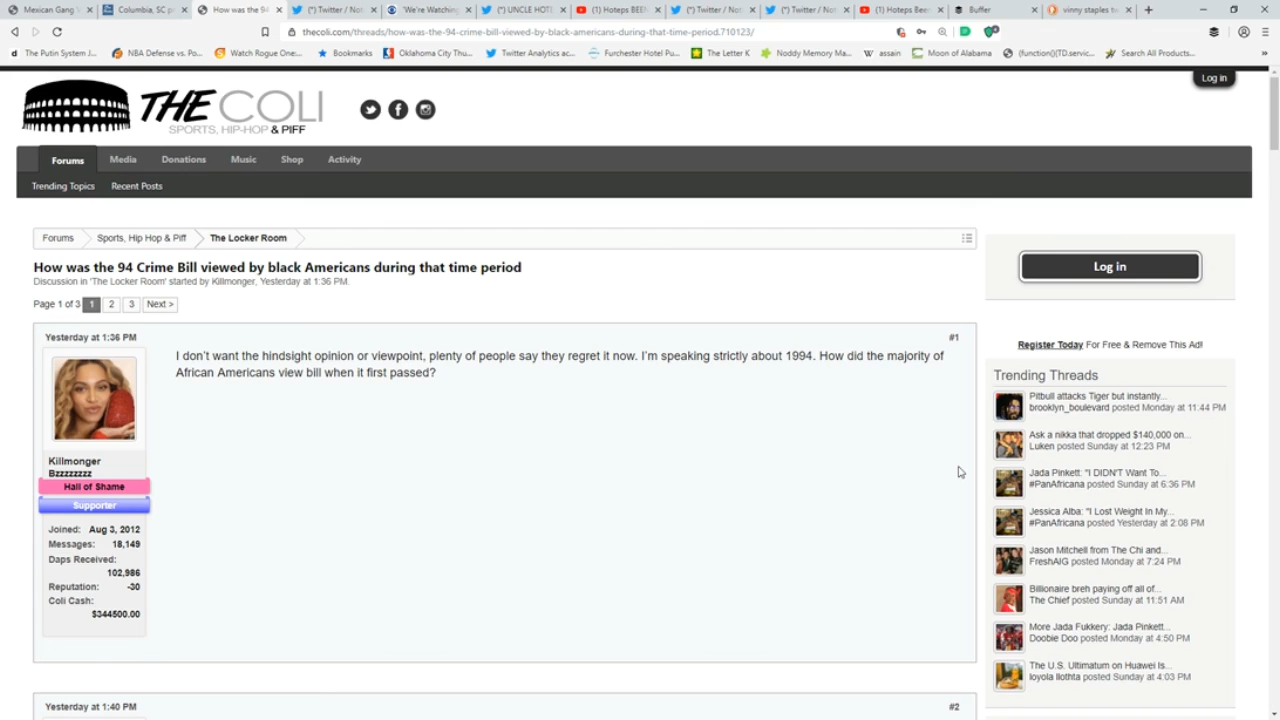 Mexican Gang
Columbia, SC
How was the 94
(*) Twitter / No
"We're Watching
(*) UNCLE HOT
(1) Hoteps BEE
(*) Twitter / No
(*) Twitter / No
(1) Hoteps Bee
Buffer
vinny staples
thecoli.com/threads/how-was-the-94-crime-bill-viewed-by-black-americans-during-that-time-period.710123/
The Putin System J...
NBA Defense vs. Po...
Watch Rogue One:...
Bookmarks
Oklahoma City Thu...
Twitter Analytics ac...
Furchester Hotel Pu...
The Letter K
Noddy Memory Ma...
assain
Moon of Alabama
(function(){TD.servic...
Search All Products...
Log in
THE COLI
SPORTS, HIP-HOP & PIFF
Forums Media Donations Music Shop Activity
Trending Topics Recent Posts
Forums Sports, Hip Hop & Piff The Locker Room
How was the 94 Crime Bill viewed by black Americans during that time period
Discussion in 'The Locker Room' started by Killmonger, Yesterday at 1:36 PM.
Page 1 of 3 1 2 3 Next >
Yesterday at 1:36 PM #1
I don't want the hindsight opinion or viewpoint, plenty of people say they regret it now. I'm speaking strictly about 1994. How did the majority of
African Americans view bill when it first passed?
Killmonger
Bzzzzzzzz
Hall of Shame
Supporter
Joined: Aug 3, 2012
Messages: 18,149
Daps Received:
102,986
Reputation: -30
Coli Cash:
$344500.00
Yesterday at 1:40 PM #2
Log in
Register Today For Free & Remove This Ad!
Trending Threads
Pitbull attacks Tiger but instantly...
brooklyn_boulevard posted Monday at 11:44 PM
Ask a nikka that dropped $140,000 on...
Luken posted Sunday at 12:23 PM
Jada Pinkett: "I DIDN'T Want To...
#PanAfricana posted Sunday at 6:36 PM
Jessica Alba: "I Lost Weight In My...
#PanAfricana posted Yesterday at 2:08 PM
Jason Mitchell from The Chi and...
FreshAIG posted Monday at 7:24 PM
Billionaire breh paying off all of...
The Chief posted Sunday at 11:51 AM
More Jada Fukkery: Jada Pinkett...
Doobie Doo posted Monday at 4:50 PM
The U.S. Ultimatum on Huawei Is...
loyola llothta posted Sunday at 4:03 PM